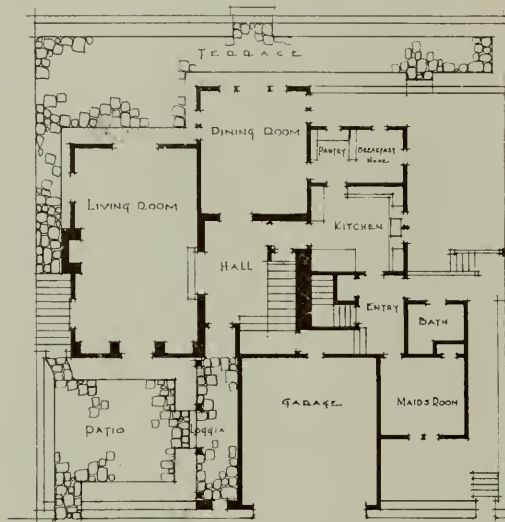 TERRACE
DINING ROOM
PANTRY
BREAKFAST
NOOK
LIVING ROOM
KITCHEN
HALL
ENTRY
BATH
GARAGE
MAIDS ROOM
PATIO
LOGGIA